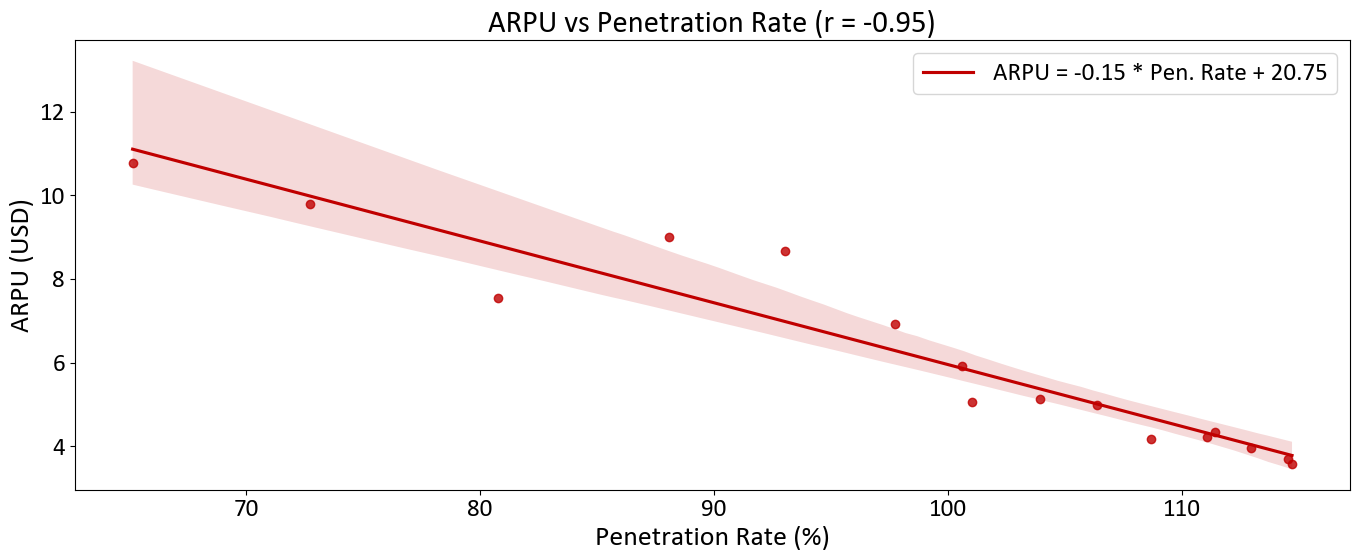 ARPU vs Penetration Rate (r = -0.95)
ARPU = -0.15 * Pen. Rate + 20.75
ARPU (USD)
12
10
8
6
4
70 80 90 100 110
Penetration Rate (%)